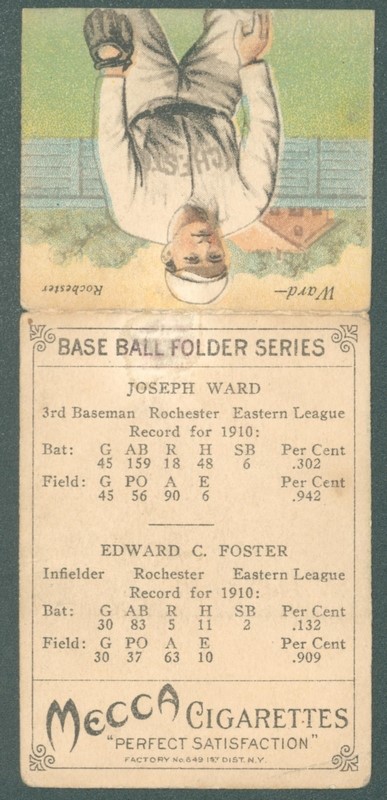 CHES
Ward— Rochester
BASE BALL FOLDER SERIES
JOSEPH WARD
3rd Baseman Rochester Eastern League
Record for 1910:
Bat: G AB R H SB Per Cent
45 159 18 48 6 .302
Field: G PO A E Per Cent
45 56 90 6 .942
EDWARD C. FOSTER
Infielder Rochester Eastern League
Record for 1910:
Bat: G AB R H SB Per Cent
30 83 5 11 2 .132
Field: G PO A E Per Cent
30 37 63 10 .909
MECCA CIGARETTES
"PERFECT SATISFACTION"
FACTORY No. 649 1ST DIST. N.Y.